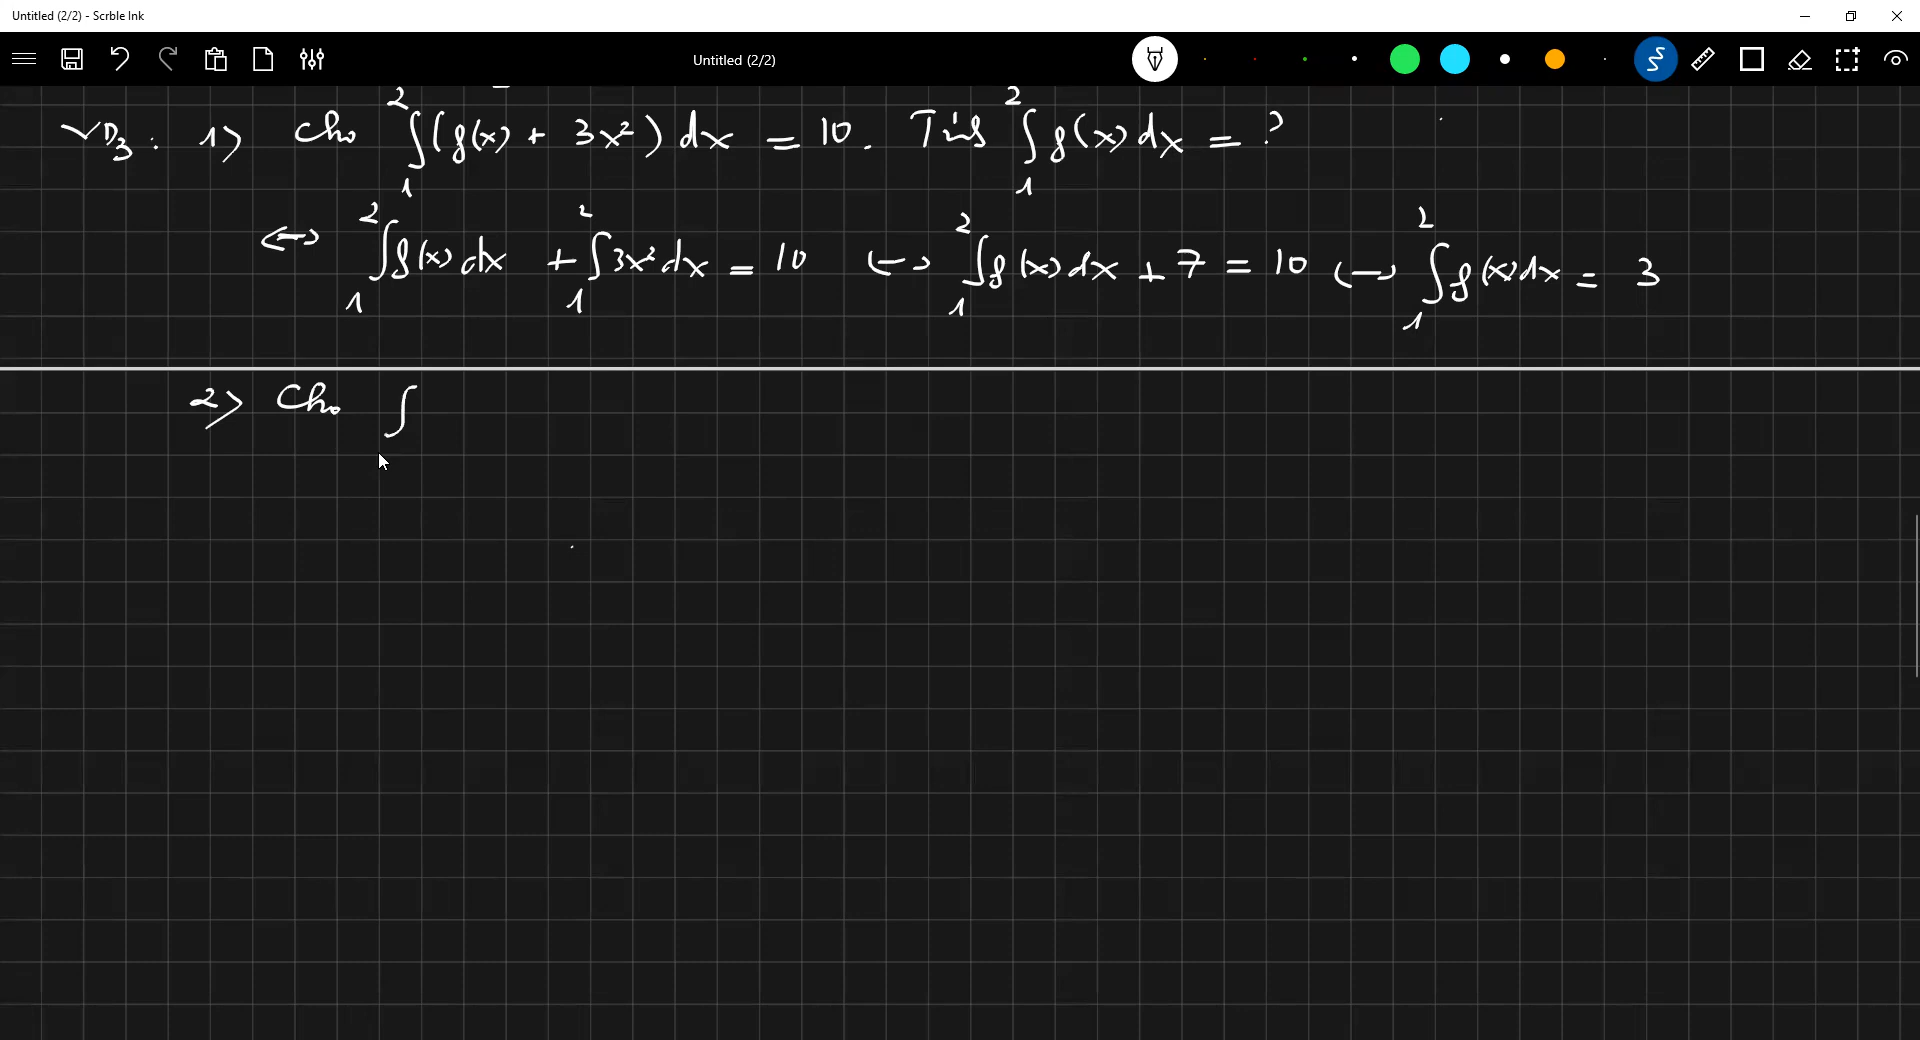 Untitled (2/2) - Scrble Ink
Untitled (2/2)
VD3: 1) Cho ∫₁² (f(x) + 3x²) dx = 10. Tính ∫₁² f(x) dx = ?
↔ ∫₁² f(x) dx + ∫₁² 3x² dx = 10 ↔ ∫₁² f(x) dx + 7 = 10 ↔ ∫₁² f(x) dx = 3
2) Cho ∫